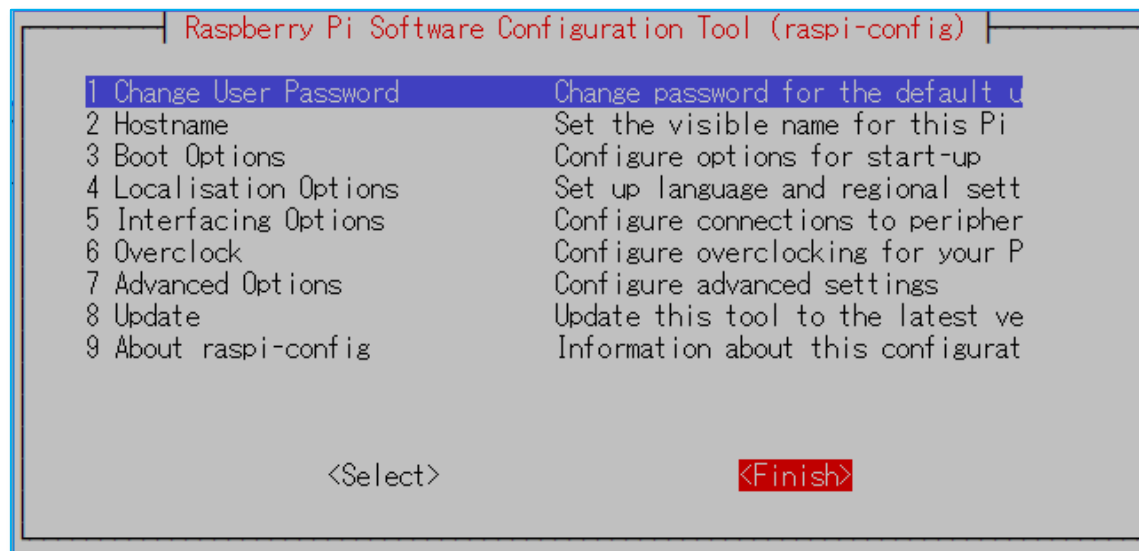 Raspberry Pi Software Configuration Tool (raspi-config)
1 Change User Password Change password for the default u
2 Hostname Set the visible name for this Pi
3 Boot Options Configure options for start-up
4 Localisation Options Set up language and regional sett
5 Interfacing Options Configure connections to peripher
6 Overclock Configure overclocking for your P
7 Advanced Options Configure advanced settings
8 Update Update this tool to the latest ve
9 About raspi-config Information about this configurat
<Select> <Finish>